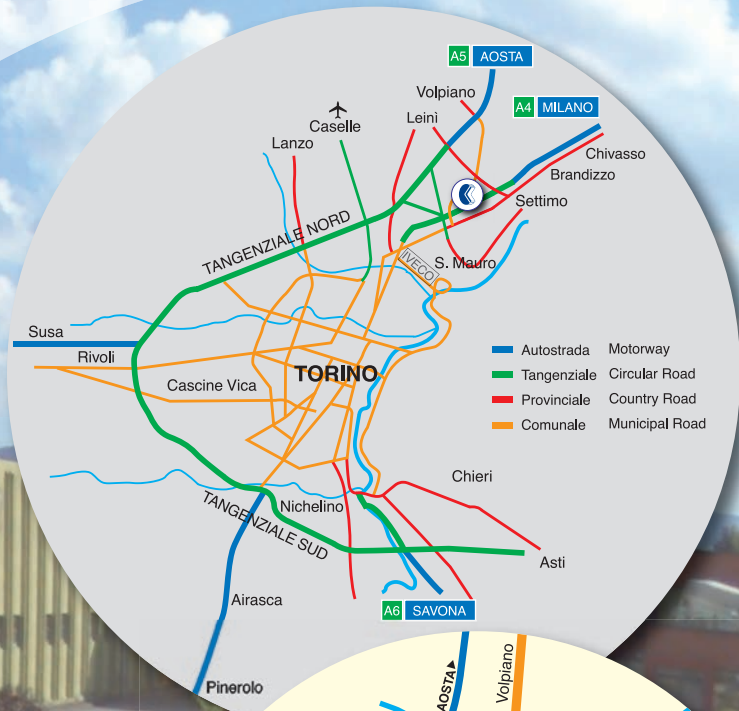 A5 AOSTA
Volpiano
A4 MILANO
Leinì
Caselle
Lanzo
Chivasso
Brandizzo
Settimo
TANGENZIALE NORD
IVECO
S. Mauro
Susa
Rivoli
Autostrada Motorway
Tangenziale Circular Road
Provinciale Country Road
Comunale Municipal Road
TORINO
Cascine Vica
Chieri
Nichelino
TANGENZIALE SUD
Asti
Airasca
A6 SAVONA
Pinerolo
AOSTA
Volpiano